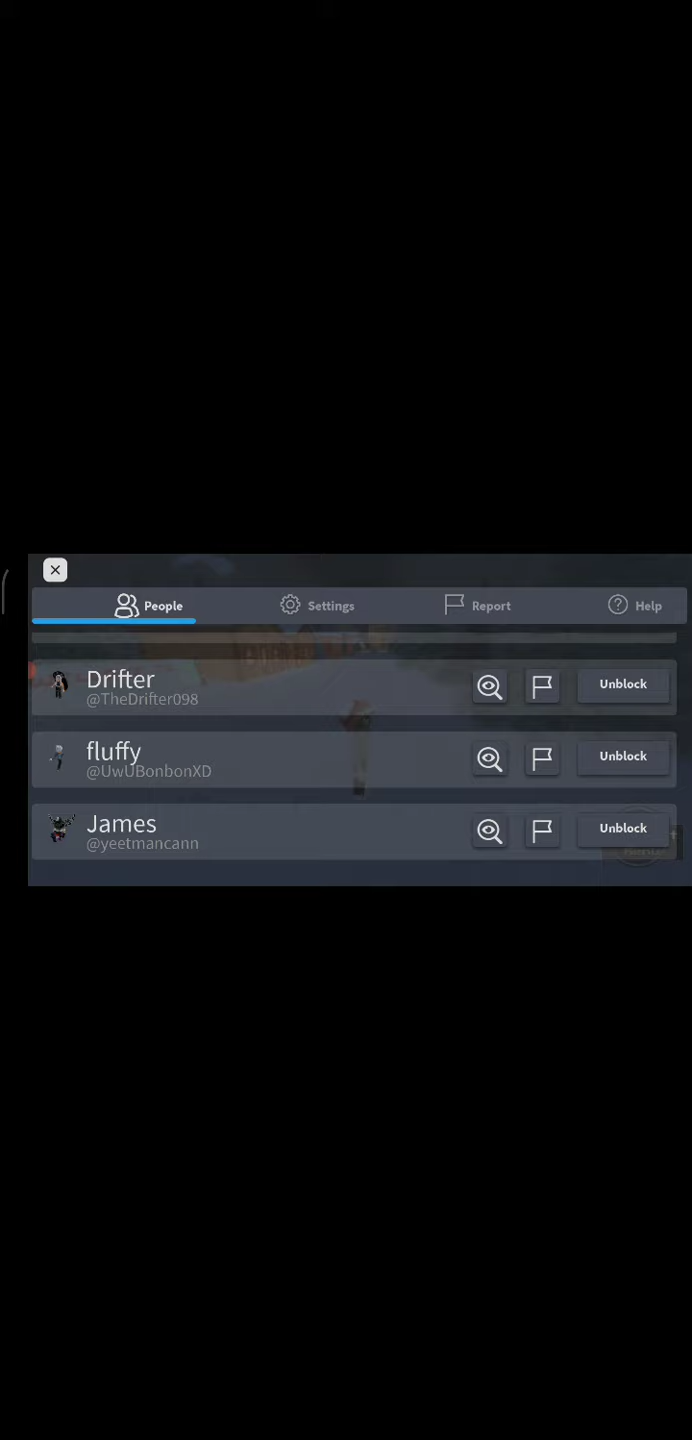 People Settings Report Help
Drifter
@TheDrifter098
Unblock
fluffy
@UwUBonbonXD
Unblock
James
@yeetmancann
Unblock